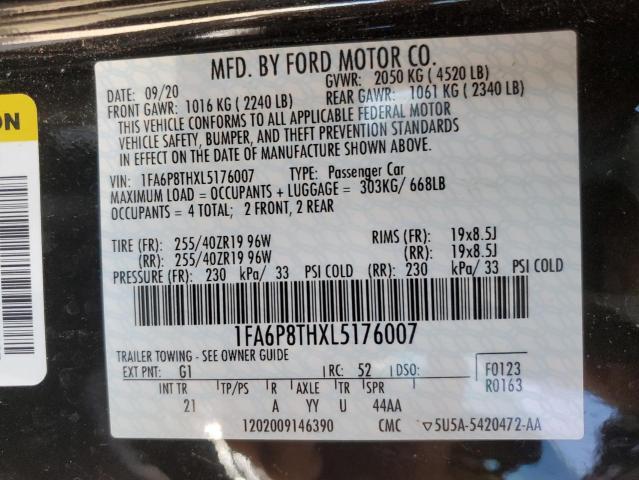 MFD. BY FORD MOTOR CO.
DATE: 09/20 GVWR: 2050 KG ( 4520 LB)
FRONT GAWR: 1016 KG ( 2240 LB) REAR GAWR: 1061 KG ( 2340 LB)
THIS VEHICLE CONFORMS TO ALL APPLICABLE FEDERAL MOTOR
VEHICLE SAFETY, BUMPER, AND THEFT PREVENTION STANDARDS
IN EFFECT ON THE DATE OF MANUFACTURE SHOWN ABOVE.
VIN: 1FA6P8THXL5176007 TYPE: Passenger Car
MAXIMUM LOAD = OCCUPANTS + LUGGAGE = 303KG/ 668LB
OCCUPANTS = 4 TOTAL; 2 FRONT, 2 REAR
TIRE (FR): 255/40ZR19 96W RIMS (FR): 19x8.5J
(RR): 255/40ZR19 96W (RR): 19x8.5J
PRESSURE (FR): 230 kPa/ 33 PSI COLD (RR): 230 kPa/ 33 PSI COLD
1FA6P8THXL5176007
TRAILER TOWING - SEE OWNER GUIDE
EXT PNT: G1 RC: 52 DSO: F0123
R0163
INT TR TP/PS R AXLE TR SPR
21 A YY U 44AA
1202009146390 CMC ▽5U5A-5420472-AA
ON